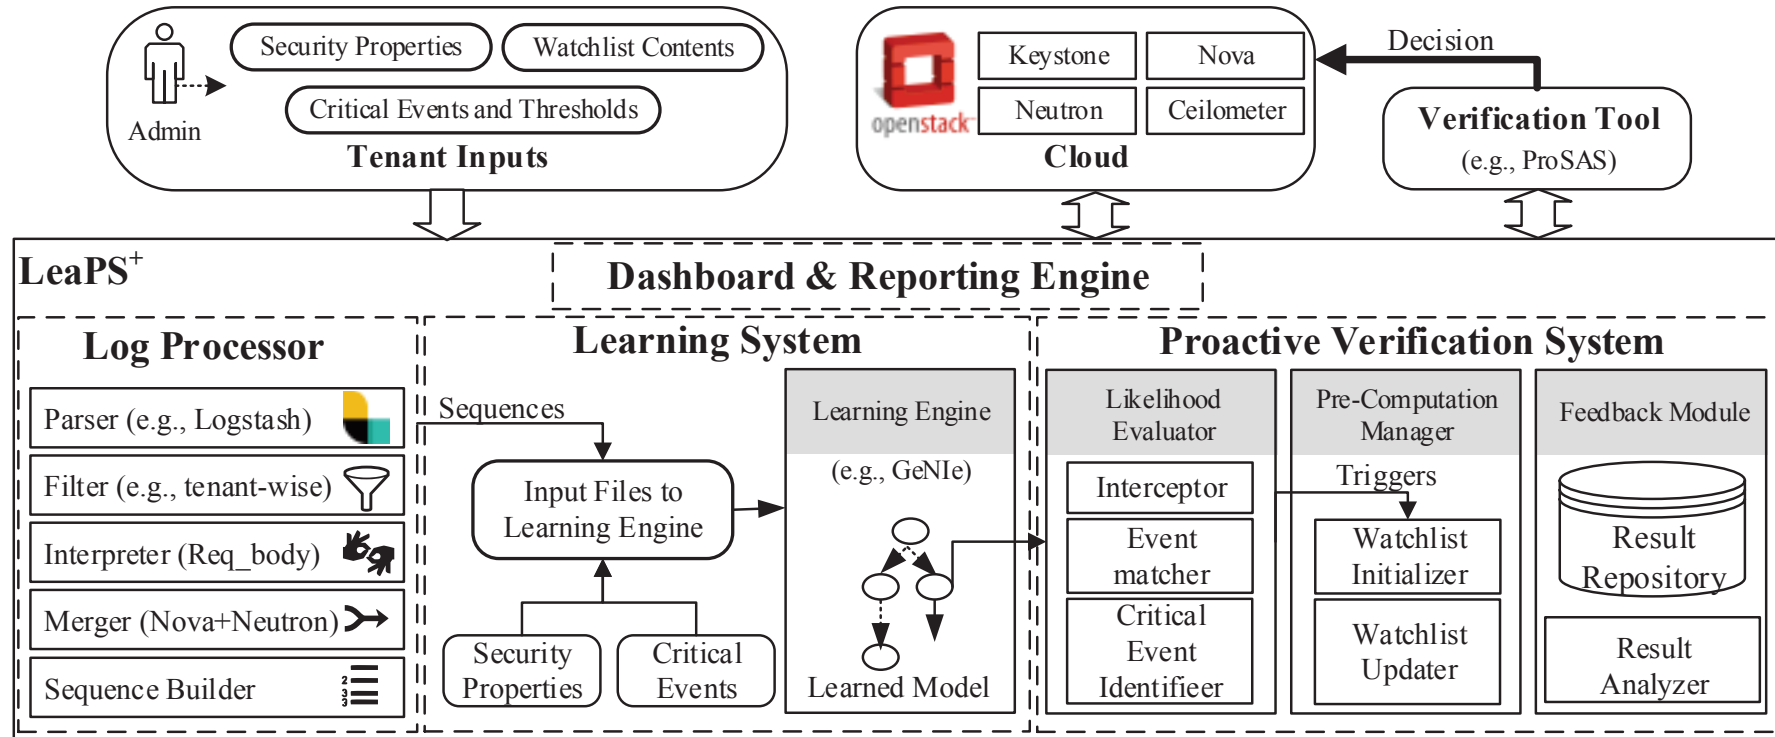 Security Properties
Watchlist Contents
Critical Events and Thresholds
Admin
Tenant Inputs
openstack
Keystone
Nova
Neutron
Ceilometer
Cloud
Decision
Verification Tool
(e.g., ProSAS)
LeaPS+
Dashboard & Reporting Engine
Log Processor
Parser (e.g., Logstash)
Filter (e.g., tenant-wise)
Interpreter (Req_body)
Merger (Nova+Neutron)
Sequence Builder
2
3
3
Learning System
Sequences
Input Files to
Learning Engine
Security
Properties
Critical
Events
Learning Engine
(e.g., GeNIe)
Learned Model
Proactive Verification System
Likelihood
Evaluator
Interceptor
Event
matcher
Critical
Event
Identifieer
Pre-Computation
Manager
Triggers
Watchlist
Initializer
Watchlist
Updater
Feedback Module
Result
Repository
Result
Analyzer